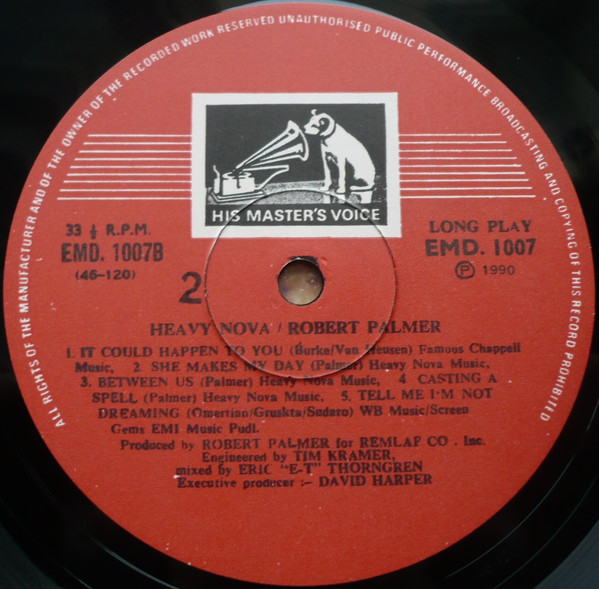 ALL RIGHTS OF THE MANUFACTURER AND OF THE OWNER OF THE RECORDED WORK RESERVED UNAUTHORISED PUBLIC PERFORMANCE BROADCASTING AND COPYING OF THIS RECORD PROHIBITED
HIS MASTER'S VOICE
33 ⅓ R.P.M.
EMD. 1007B
(46-120)
2
LONG PLAY
EMD. 1007
Ⓟ 1990
HEAVY NOVA / ROBERT PALMER
1. IT COULD HAPPEN TO YOU (Burke/Van Heusen) Famous Chappell
Music, 2. SHE MAKES MY DAY (Palmer) Heavy Nova Music,
3. BETWEEN US (Palmer) Heavy Nova Music, 4 CASTING A
SPELL (Palmer) Heavy Nova Music, 5. TELL ME I'M NOT
DREAMING (Omertino/Gruskta/Sudaro) WB Music/Screen
Gems EMI Music Pudl.
Produced by ROBERT PALMER for REMLAP CO . Inc.
Engineered by TIM KRAMER,
mixed by ERIC "E-T" THORNGREN
Executive producer :- DAVID HARPER